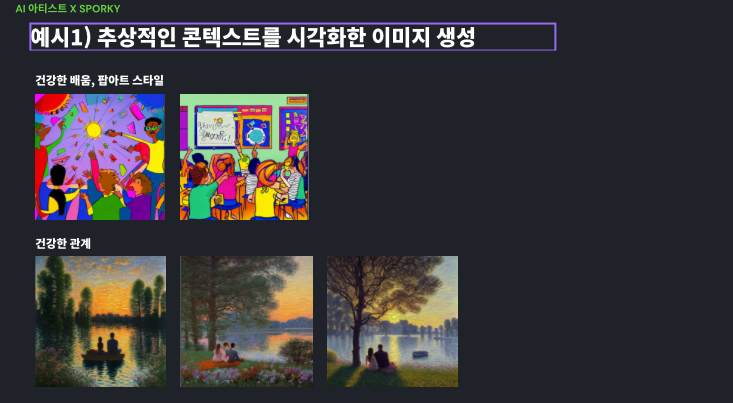 AI 아티스트 X SPORKY
예시1) 추상적인 콘텍스트를 시각화한 이미지 생성
건강한 배움, 팝아트 스타일
건강한 관계